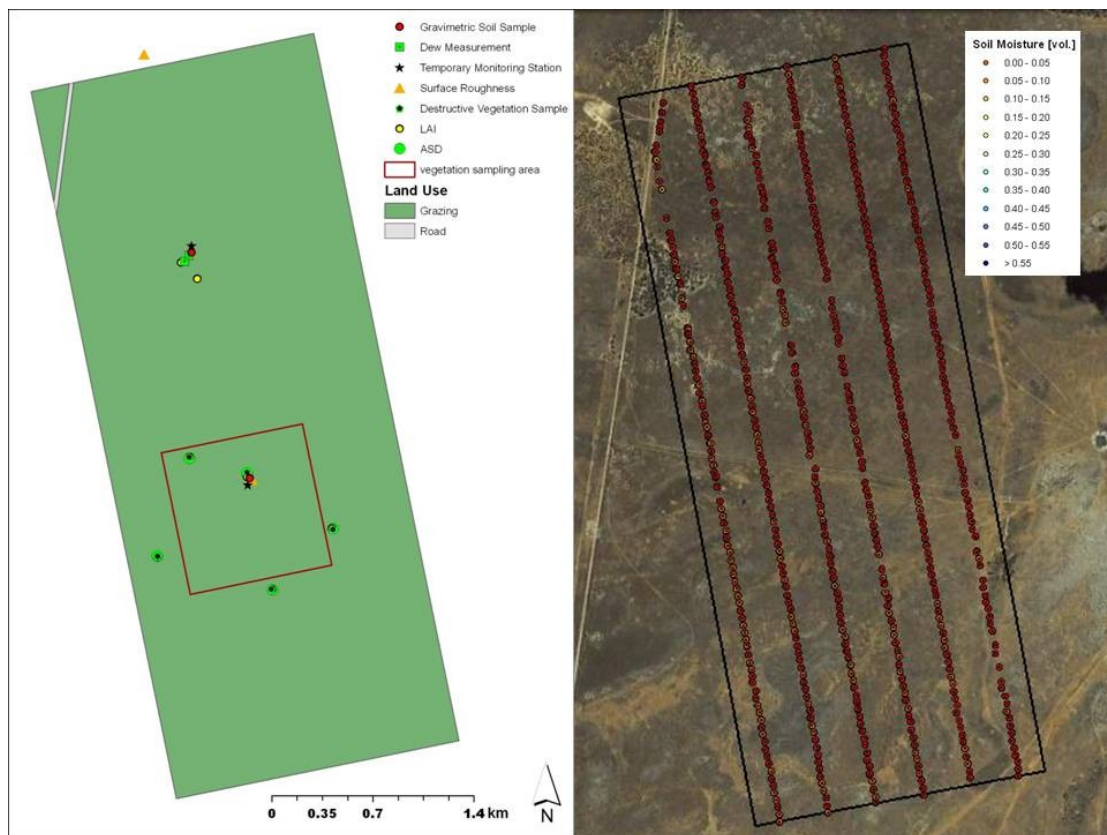 Gravimetric Soil Sample
Dew Measurement
Temporary Monitoring Station
Surface Roughness
Destructive Vegetation Sample
LAI
ASD
vegetation sampling area
Land Use
Grazing
Road
0 0.35 0.7 1.4 km
N
Soil Moisture [vol.]
0.00 - 0.05
0.05 - 0.10
0.10 - 0.15
0.15 - 0.20
0.20 - 0.25
0.25 - 0.30
0.30 - 0.35
0.35 - 0.40
0.40 - 0.45
0.45 - 0.50
0.50 - 0.55
> 0.55